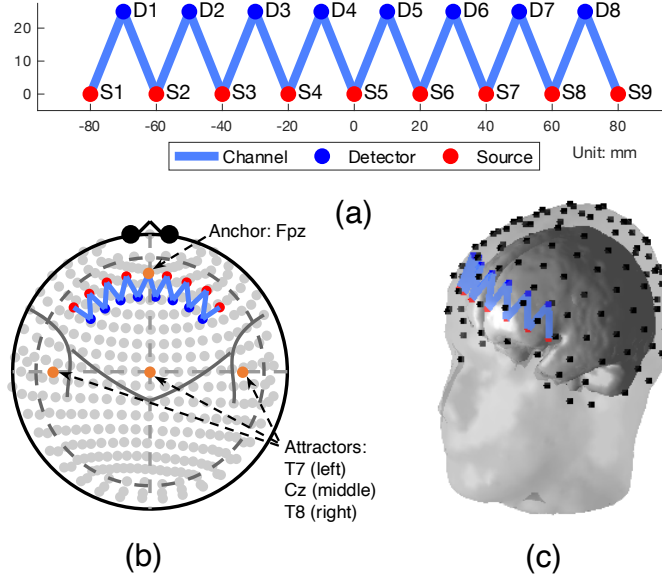 20
10
0
D1 D2 D3 D4 D5 D6 D7 D8
S1 S2 S3 S4 S5 S6 S7 S8 S9
-80 -60 -40 -20 0 20 40 60 80
Channel Detector Source
Unit: mm
(a)
Anchor: Fpz
Attractors:
T7 (left)
Cz (middle)
T8 (right)
(b)
(c)